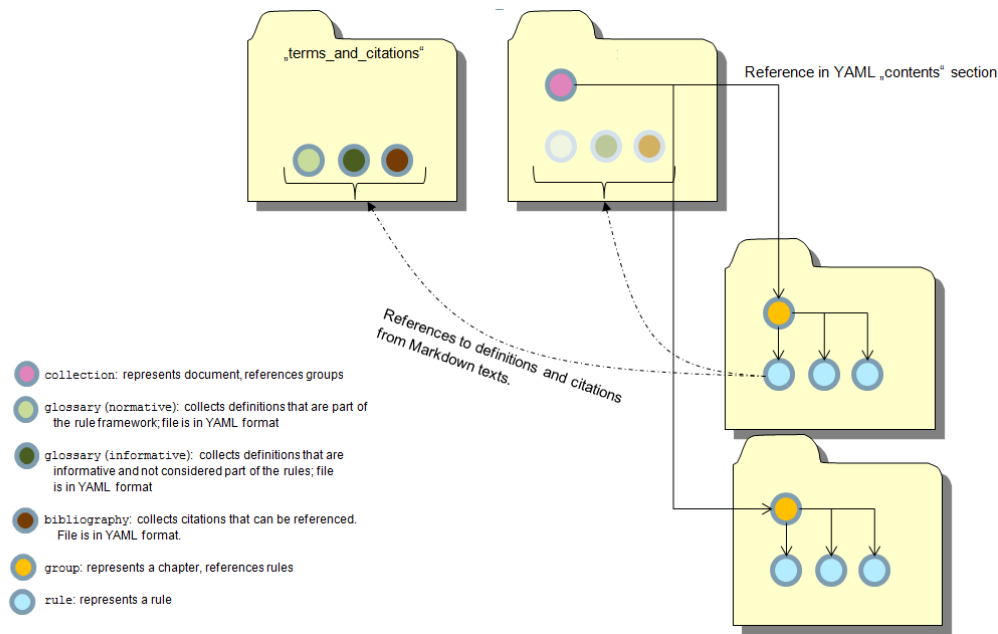 „terms_and_citations“
Reference in YAML „contents“ section
References to definitions and citations
from Markdown texts.
collection: represents document, references groups
glossary (normative): collects definitions that are part of
the rule framework; file is in YAML format
glossary (informative): collects definitions that are
informative and not considered part of the rules; file
is in YAML format
bibliography: collects citations that can be referenced.
File is in YAML format.
group: represents a chapter, references rules
rule: represents a rule